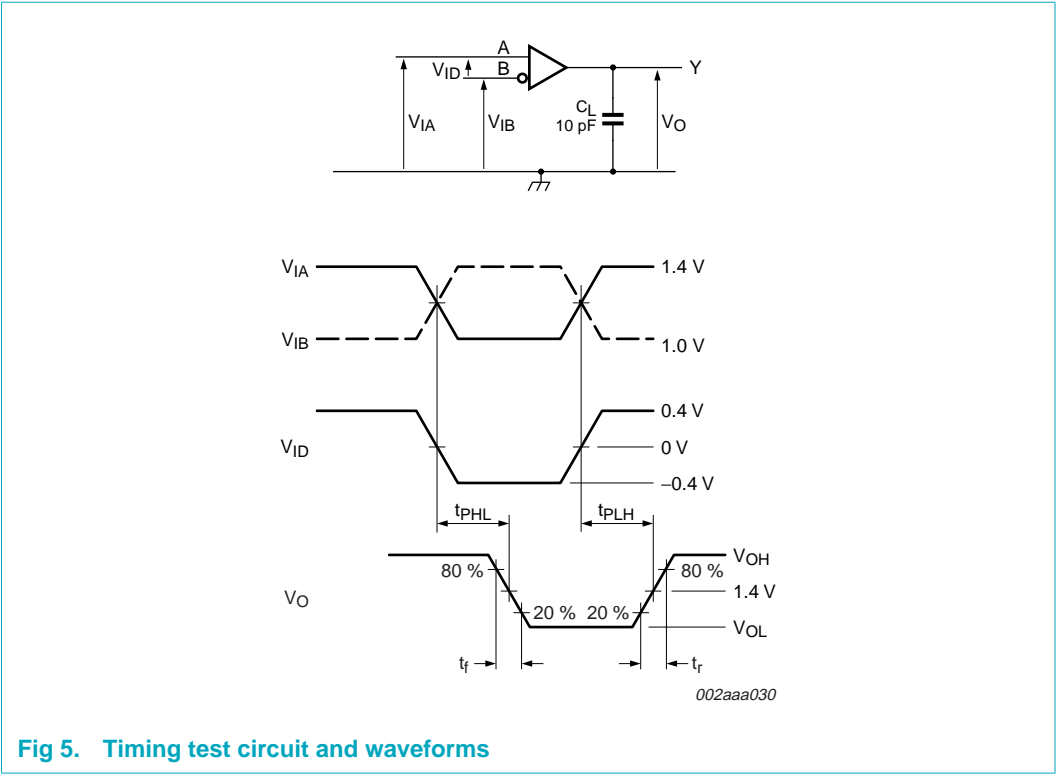 A
VID B
Y
CL
10 pF
VIA
VIB
VO
VIA
1.4 V
VIB
1.0 V
0.4 V
VID
0 V
−0.4 V
tPHL
tPLH
VOH
80 %
80 %
1.4 V
VO
20 %
20 %
VOL
tf
tr
002aaa030
Fig 5. Timing test circuit and waveforms